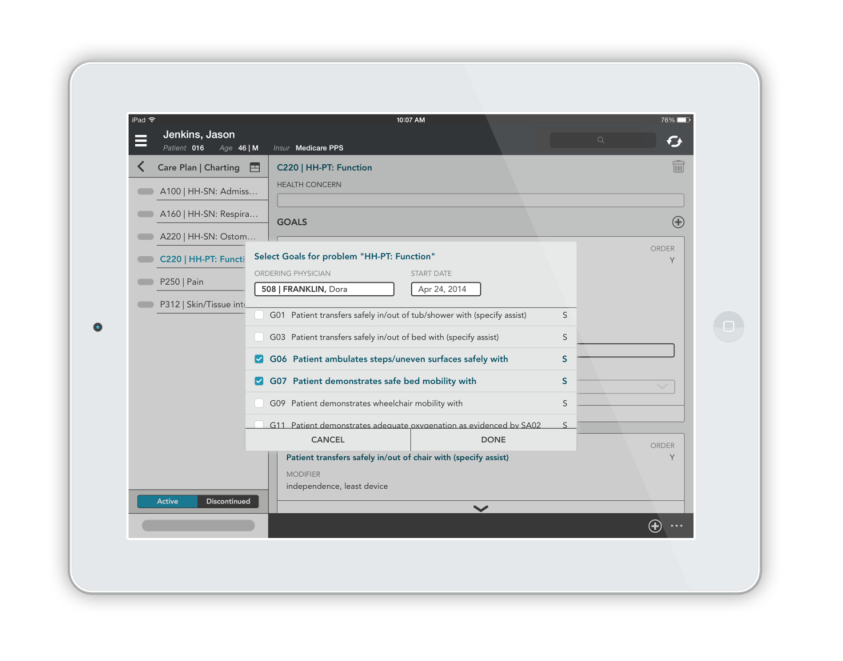 iPad 10:07 AM 76%
Jenkins, Jason
Patient 016 Age 46 | M Insur Medicare PPS
Care Plan | Charting
A100 | HH-SN: Admiss...
A160 | HH-SN: Respira...
A220 | HH-SN: Ostom...
C220 | HH-PT: Functi
P250 | Pain
P312 | Skin/Tissue inte
Active Discontinued
C220 | HH-PT: Function
HEALTH CONCERN
GOALS
ORDER
Y
Select Goals for problem "HH-PT: Function"
ORDERING PHYSICIAN START DATE
508 | FRANKLIN, Dora Apr 24, 2014
G01 Patient transfers safely in/out of tub/shower with (specify assist) S
G03 Patient transfers safely in/out of bed with (specify assist) S
G06 Patient ambulates steps/uneven surfaces safely with S
G07 Patient demonstrates safe bed mobility with S
G09 Patient demonstrates wheelchair mobility with S
G11 Patient demonstrates adequate oxygenation as evidenced by SA02 S
CANCEL DONE
ORDER
Patient transfers safely in/out of chair with (specify assist) Y
MODIFIER
independence, least device